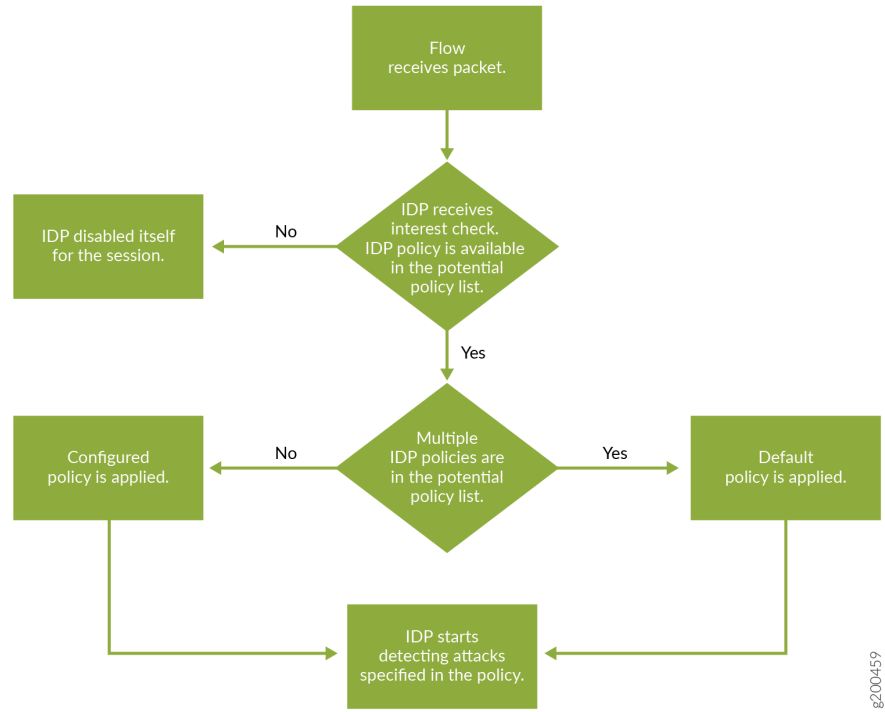 Flow
receives packet.
IDP receives
interest check.
IDP policy is available
in the potential
policy list.
No
IDP disabled itself
for the session.
Yes
Multiple
IDP policies are
in the potential
policy list.
No
Configured
policy is applied.
Yes
Default
policy is applied.
IDP starts
detecting attacks
specified in the policy.
g200459